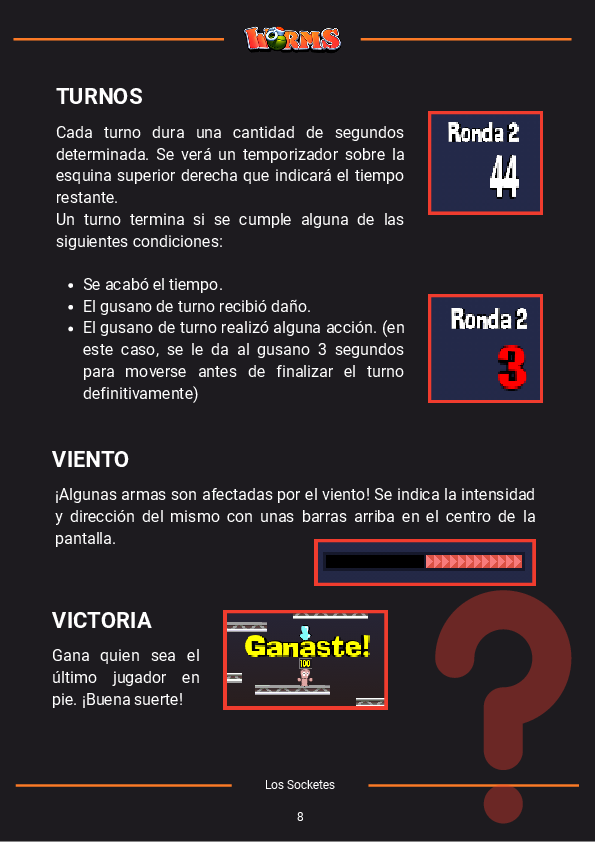 WORMS
TURNOS
Cada turno dura una cantidad de segundos
determinada. Se verá un temporizador sobre la
esquina superior derecha que indicará el tiempo
restante.
Un turno termina si se cumple alguna de las
siguientes condiciones:
Ronda 2
44
• Se acabó el tiempo.
• El gusano de turno recibió daño.
• El gusano de turno realizó alguna acción. (en
este caso, se le da al gusano 3 segundos
para moverse antes de finalizar el turno
definitivamente)
Ronda 2
3
VIENTO
¡Algunas armas son afectadas por el viento! Se indica la intensidad
y dirección del mismo con unas barras arriba en el centro de la
pantalla.
VICTORIA
Gana quien sea el
último jugador en
pie. ¡Buena suerte!
Ganaste!
100
?
Los Socketes
8